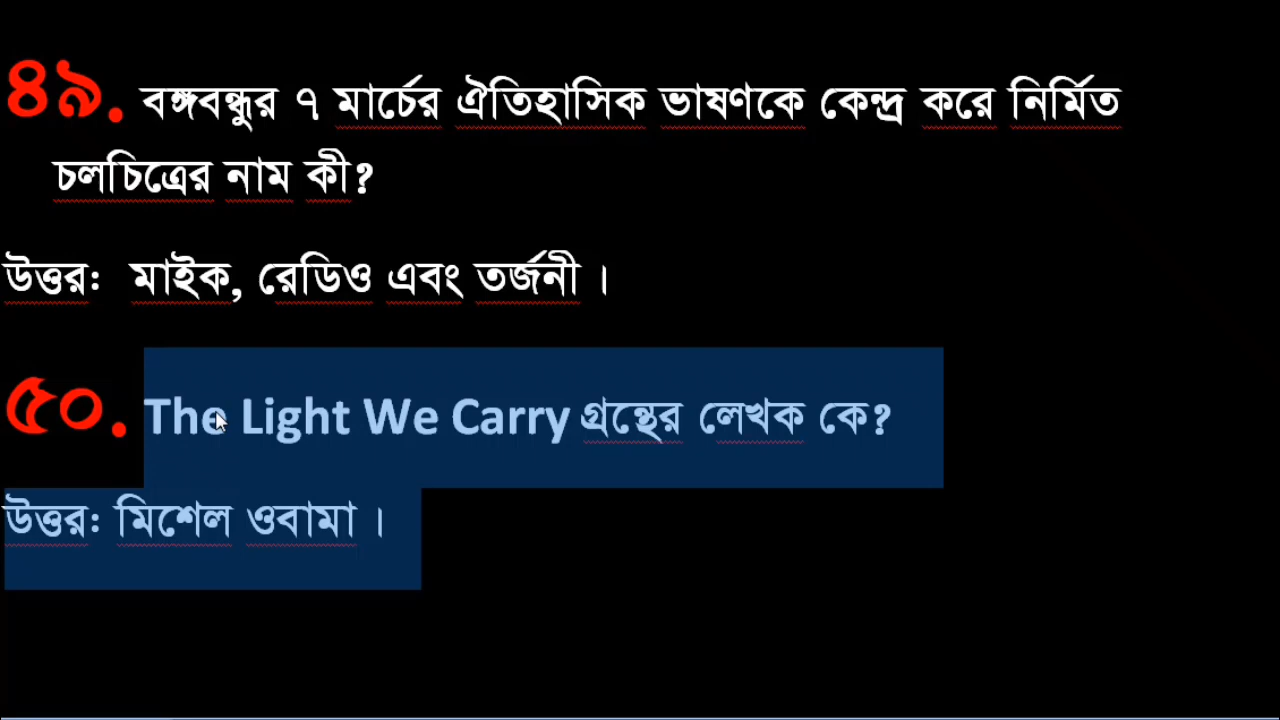 ৪৯. বঙ্গবন্ধুর ৭ মার্চের ঐতিহাসিক ভাষণকে কেন্দ্র করে নির্মিত
চলচিত্রের নাম কী?
উত্তরঃ মাইক, রেডিও এবং তর্জনী ।
৫০. The Light We Carry গ্রন্থের লেখক কে?
উত্তরঃ মিশেল ওবামা ।